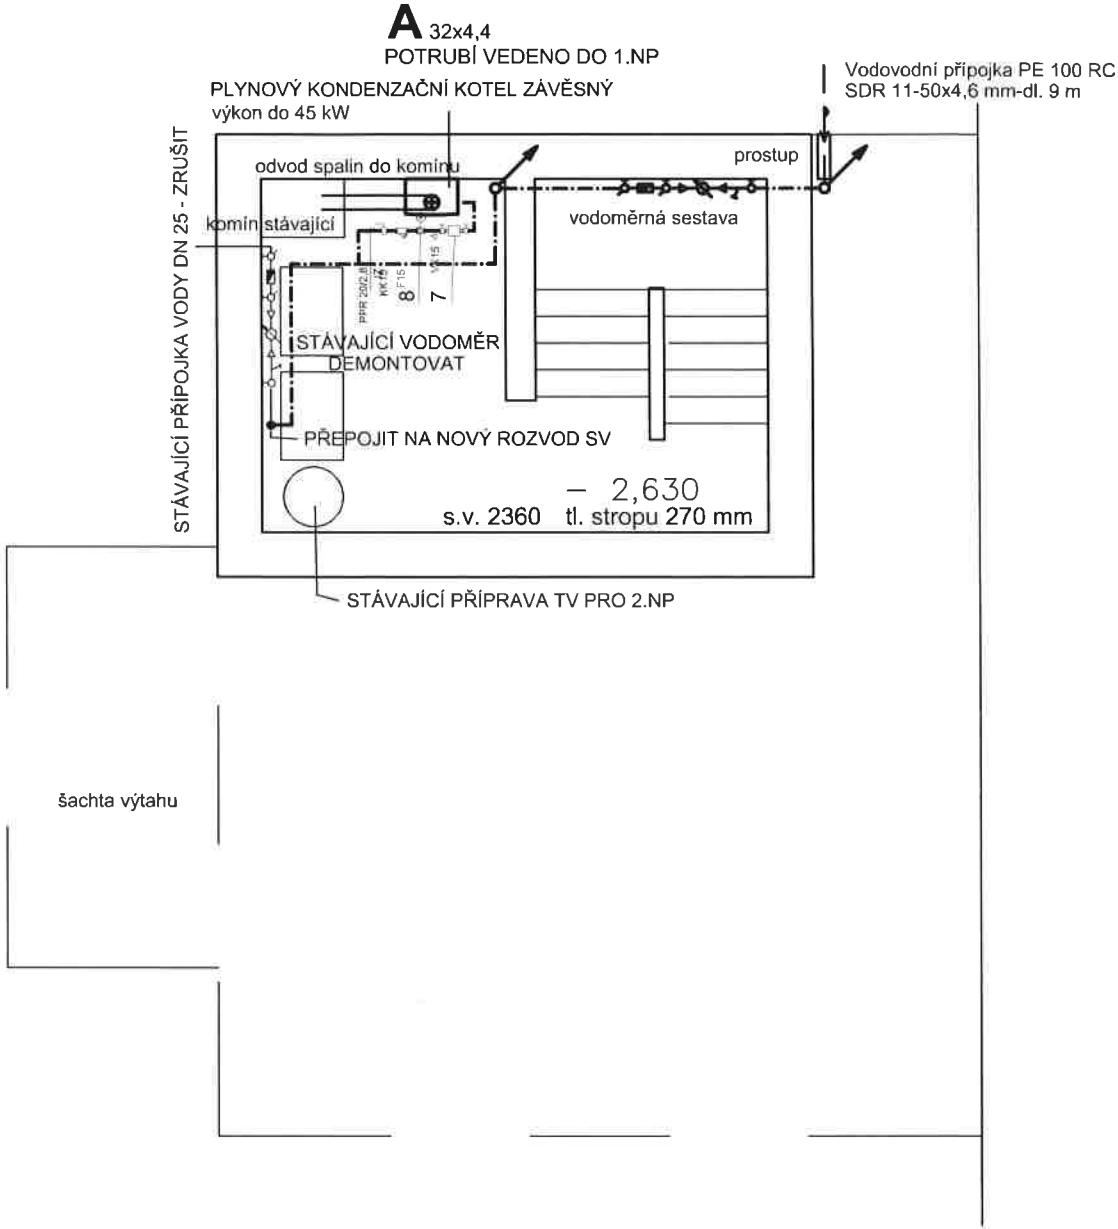 A 32x4,4
POTRUBÍ VEDENO DO 1.NP
PLYNOVÝ KONDENZAČNÍ KOTEL ZÁVĚSNÝ
výkon do 45 kW
Vodovodní přípojka PE 100 RC
SDR 11-50x4,6 mm-dl. 9 m
STÁVAJÍCÍ PŘÍPOJKA VODY DN 25 - ZRUŠIT
odvod spalin do komínu
prostup
komín stávající
vodoměrná sestava
PPR 20/2,8
KK15
8 F15
7
STÁVAJÍCÍ VODOMĚR
DEMONTOVAT
PŘEPOJIT NA NOVÝ ROZVOD SV
– 2,630
s.v. 2360 tl. stropu 270 mm
STÁVAJÍCÍ PŘÍPRAVA TV PRO 2.NP
šachta výtahu